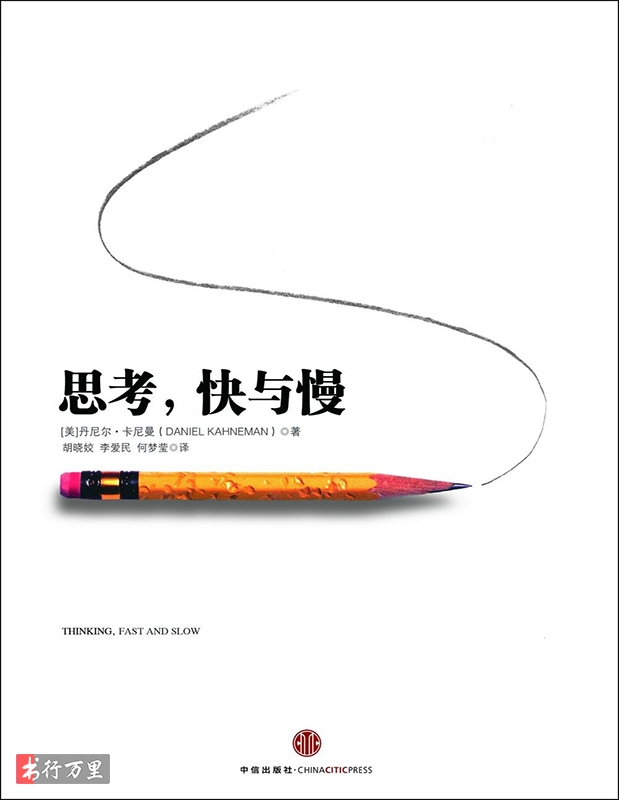 思考，快与慢
[美]丹尼尔·卡尼曼（DANIEL KAHNEMAN）◎著
胡晓姣 李爱民 何梦莹◎译
THINKING, FAST AND SLOW
中信出版社·CHINACITICPRESS
书行万里